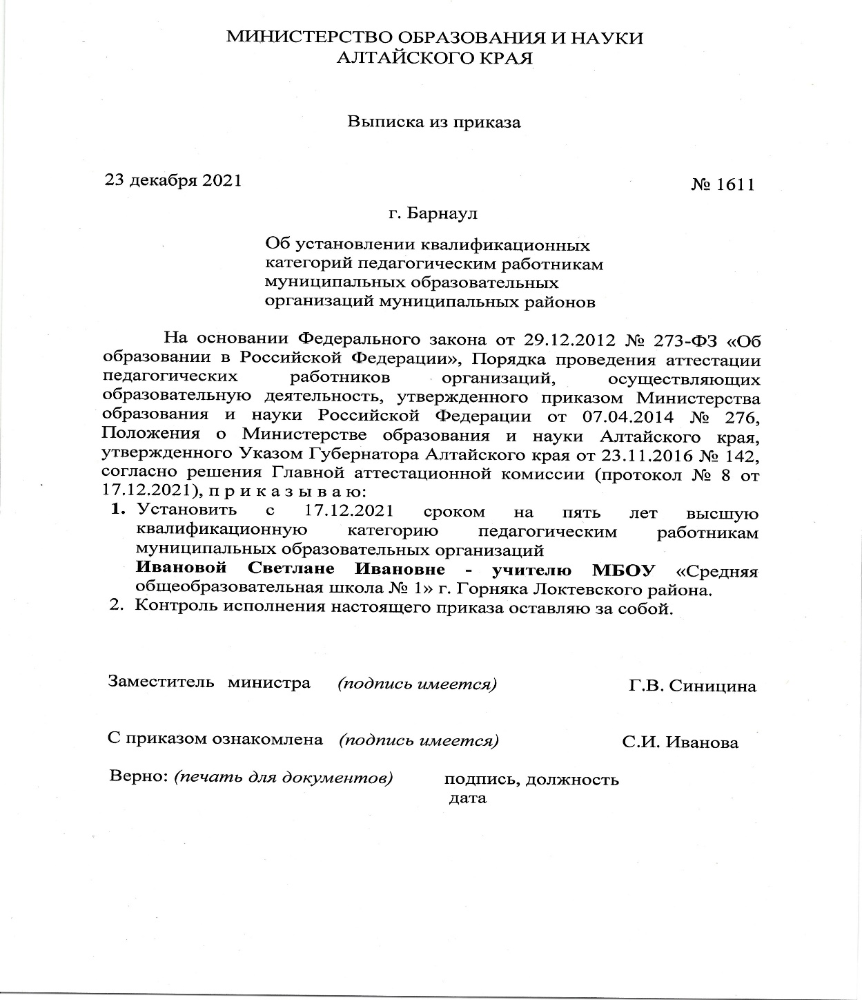 МИНИСТЕРСТВО ОБРАЗОВАНИЯ И НАУКИ
АЛТАЙСКОГО КРАЯ
Выписка из приказа
23 декабря 2021 № 1611
г. Барнаул
Об установлении квалификационных
категорий педагогическим работникам
муниципальных образовательных
организаций муниципальных районов
На основании Федерального закона от 29.12.2012 № 273-ФЗ «Об
образовании в Российской Федерации», Порядка проведения аттестации
педагогических работников организаций, осуществляющих
образовательную деятельность, утвержденного приказом Министерства
образования и науки Российской Федерации от 07.04.2014 № 276,
Положения о Министерстве образования и науки Алтайского края,
утвержденного Указом Губернатора Алтайского края от 23.11.2016 № 142,
согласно решения Главной аттестационной комиссии (протокол № 8 от
17.12.2021), п р и к а з ы в а ю:
1. Установить с 17.12.2021 сроком на пять лет высшую
квалификационную категорию педагогическим работникам
муниципальных образовательных организаций
Ивановой Светлане Ивановне - учителю МБОУ «Средняя
общеобразовательная школа № 1» г. Горняка Локтевского района.
2. Контроль исполнения настоящего приказа оставляю за собой.
Заместитель министра (подпись имеется) Г.В. Синицина
С приказом ознакомлена (подпись имеется) С.И. Иванова
Верно: (печать для документов) подпись, должность
дата